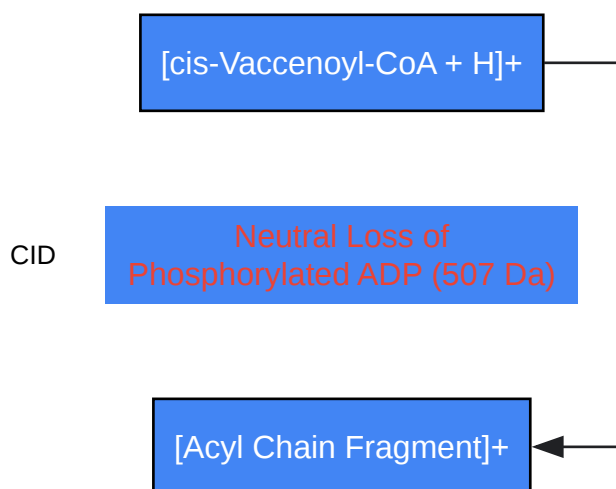 [cis-Vaccenoyl-CoA + H]+
CID
Neutral Loss of
Phosphorylated ADP (507 Da)
[Acyl Chain Fragment]+